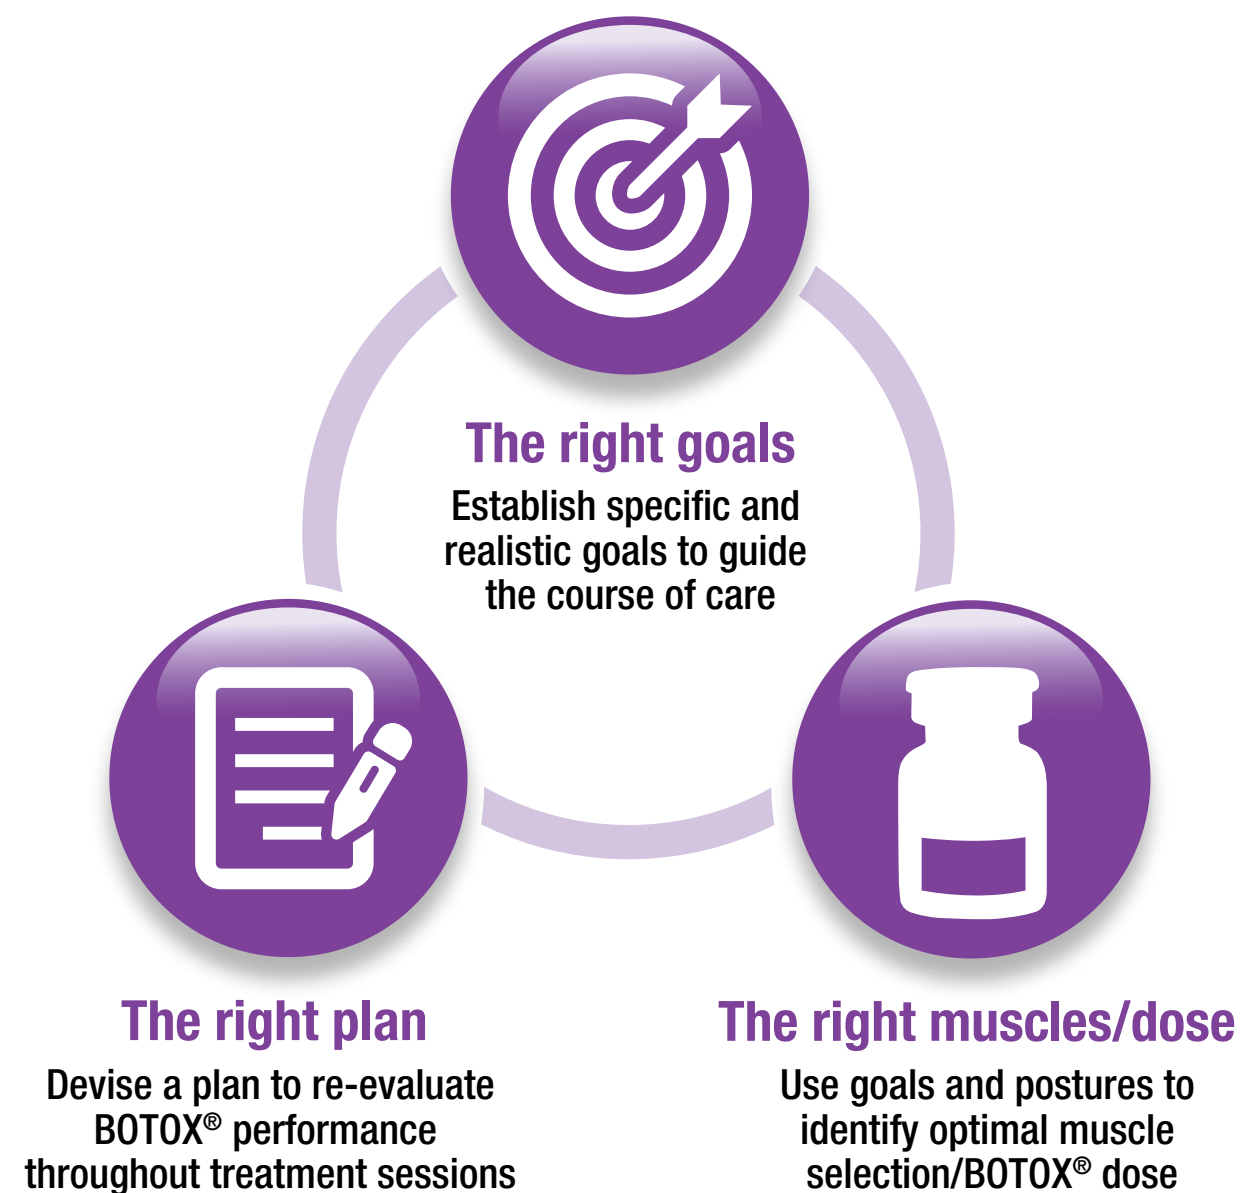 The right goals
Establish specific and
realistic goals to guide
the course of care
The right plan
Devise a plan to re-evaluate
BOTOX® performance
throughout treatment sessions
The right muscles/dose
Use goals and postures to
identify optimal muscle
selection/BOTOX® dose